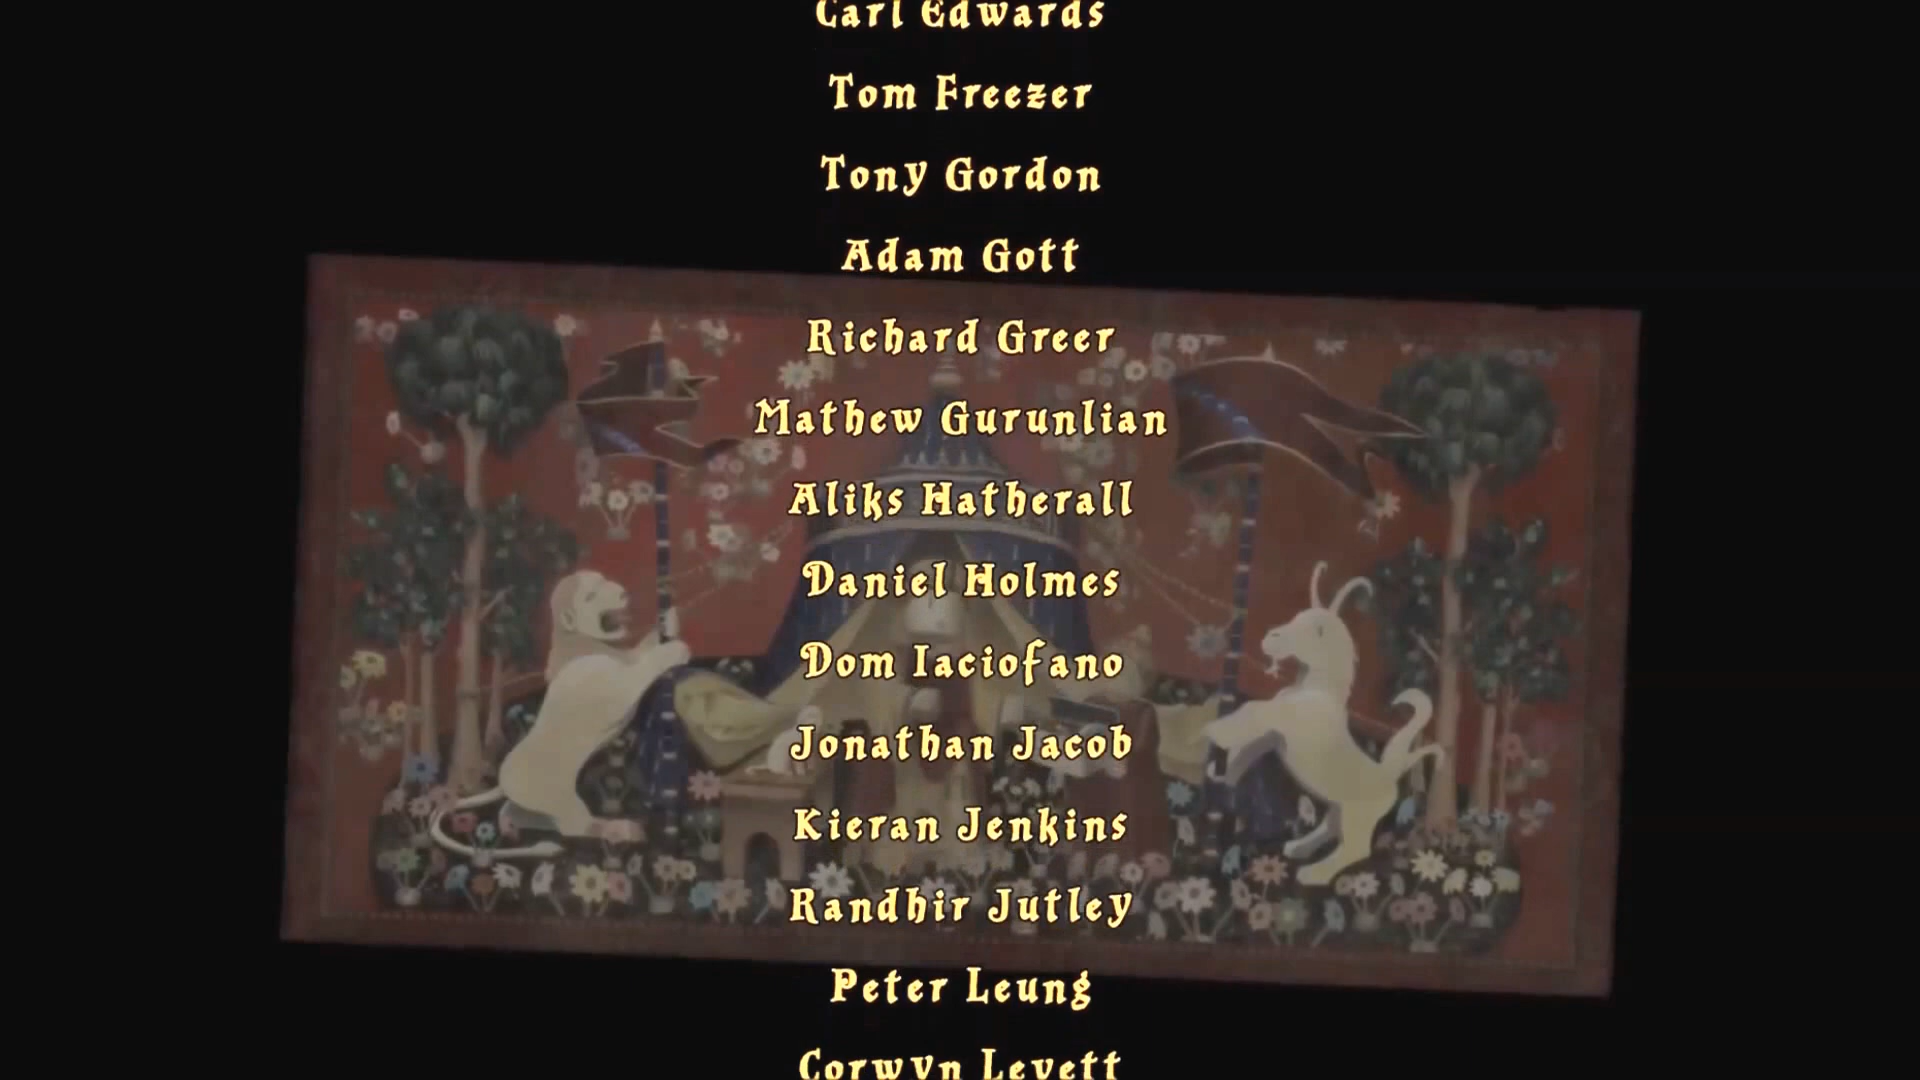 Carl Edwards
Tom Freezer
Tony Gordon
Adam Gott
Richard Greer
Mathew Gurunlian
Aliks Hatherall
Daniel Holmes
Dom Iaciofano
Jonathan Jacob
Kieran Jenkins
Randhir Jutley
Peter Leung
Corwyn Levett